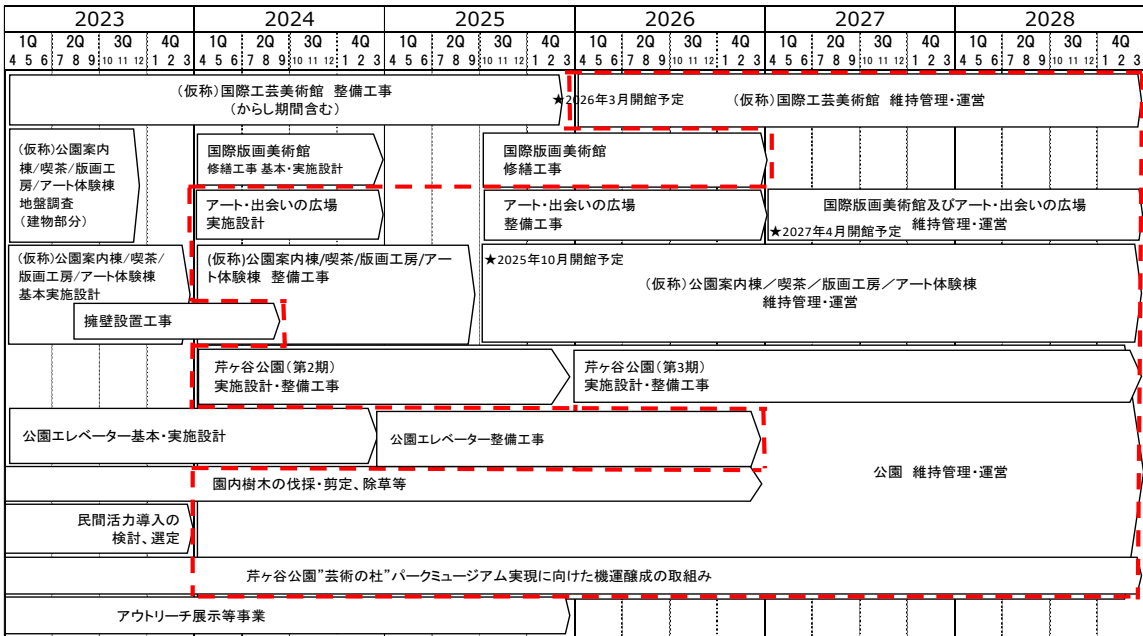 2023 2024 2025 2026 2027 2028
1Q 2Q 3Q 4Q 1Q 2Q 3Q 4Q 1Q 2Q 3Q 4Q 1Q 2Q 3Q 4Q 1Q 2Q 3Q 4Q 1Q 2Q 3Q 4Q
4 5 6 7 8 9 10 11 12 1 2 3 4 5 6 7 8 9 10 11 12 1 2 3 4 5 6 7 8 9 10 11 12 1 2 3 4 5 6 7 8 9 10 11 12 1 2 3 4 5 6 7 8 9 10 11 12 1 2 3 4 5 6 7 8 9 10 11 12 1 2 3
(仮称)国際工芸美術館 整備工事
(からし期間含む)
★2026年3月開館予定
(仮称)国際工芸美術館 維持管理・運営
(仮称)公園案内
棟/喫茶/版画工
房/アート体験棟
地盤調査
(建物部分)
国際版画美術館
修繕工事 基本・実施設計
国際版画美術館
修繕工事
アート・出会いの広場
実施設計
アート・出会いの広場
整備工事
国際版画美術館及びアート・出会いの広場
維持管理・運営
★2027年4月開館予定
(仮称)公園案内棟/喫茶/
版画工房/アート体験棟
基本実施設計
(仮称)公園案内棟/喫茶/版画工房/アー
ト体験棟 整備工事
★2025年10月開館予定
(仮称)公園案内棟/喫茶/版画工房/アート体験棟
維持管理・運営
擁壁設置工事
芹ヶ谷公園(第2期)
実施設計・整備工事
芹ヶ谷公園(第3期)
実施設計・整備工事
公園エレベーター基本・実施設計
公園エレベーター整備工事
公園 維持管理・運営
園内樹木の伐採・剪定、除草等
民間活力導入の
検討、選定
芹ヶ谷公園”芸術の杜”パークミュージアム実現に向けた機運醸成の取組み
アウトリーチ展示等事業